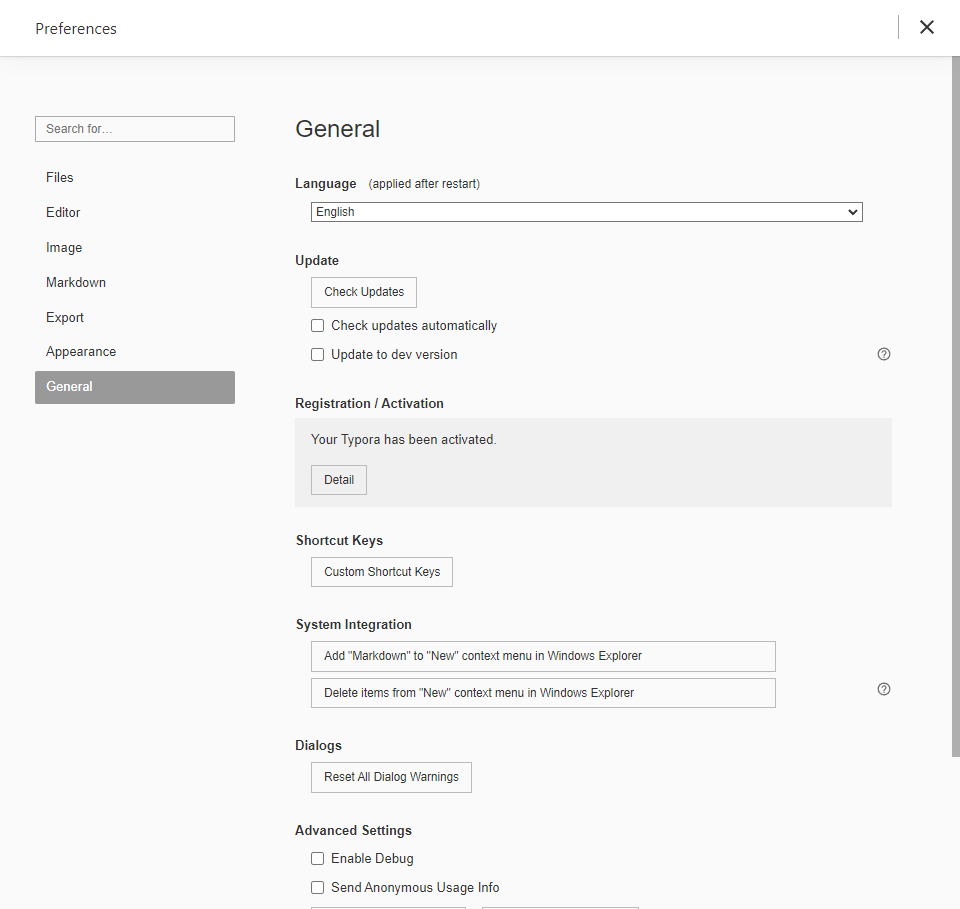 Preferences
Search for...
Files
Editor
Image
Markdown
Export
Appearance
General
General
Language (applied after restart)
English
Update
Check Updates
Check updates automatically
Update to dev version
Registration / Activation
Your Typora has been activated.
Detail
Shortcut Keys
Custom Shortcut Keys
System Integration
Add "Markdown" to "New" context menu in Windows Explorer
Delete items from "New" context menu in Windows Explorer
Dialogs
Reset All Dialog Warnings
Advanced Settings
Enable Debug
Send Anonymous Usage Info